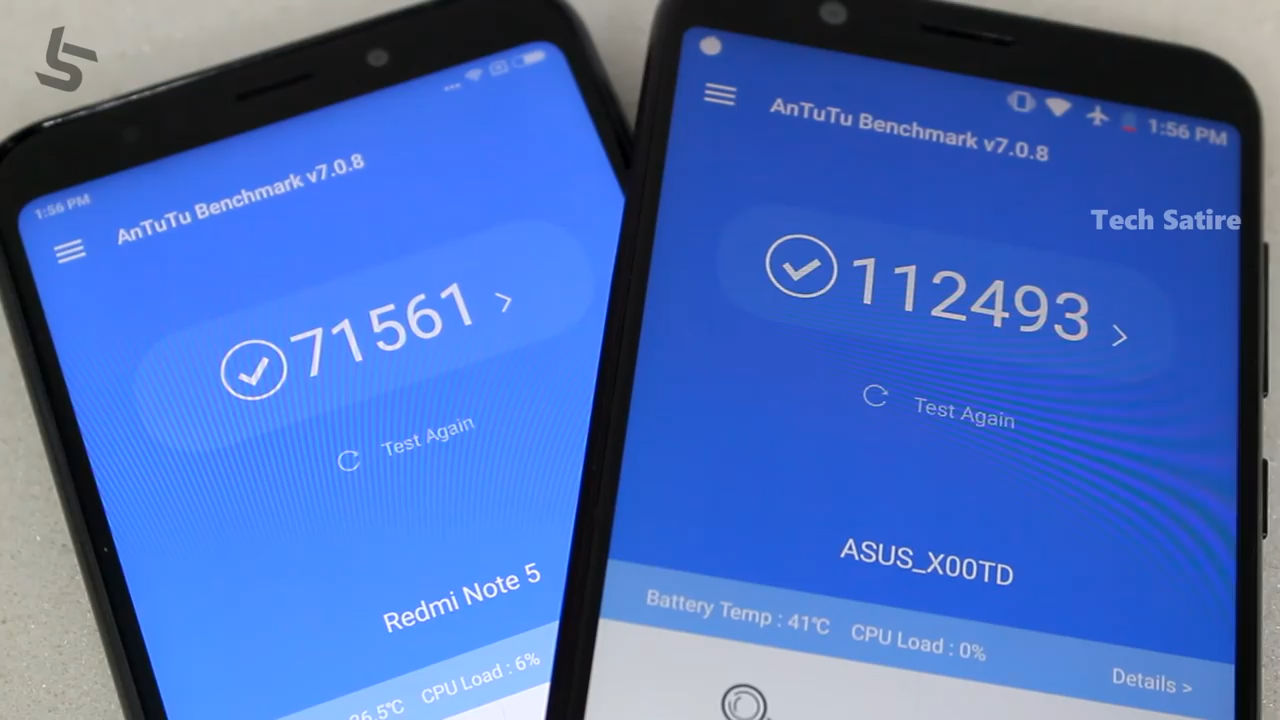 1:56 PM
AnTuTu Benchmark v7.0.8
71561 >
Test Again
Redmi Note 5
6.5℃ CPU Load : 6%
1:56 PM
AnTuTu Benchmark v7.0.8
Tech Satire
112493 >
Test Again
ASUS_X00TD
Battery Temp : 41℃ CPU Load : 0%
Details >